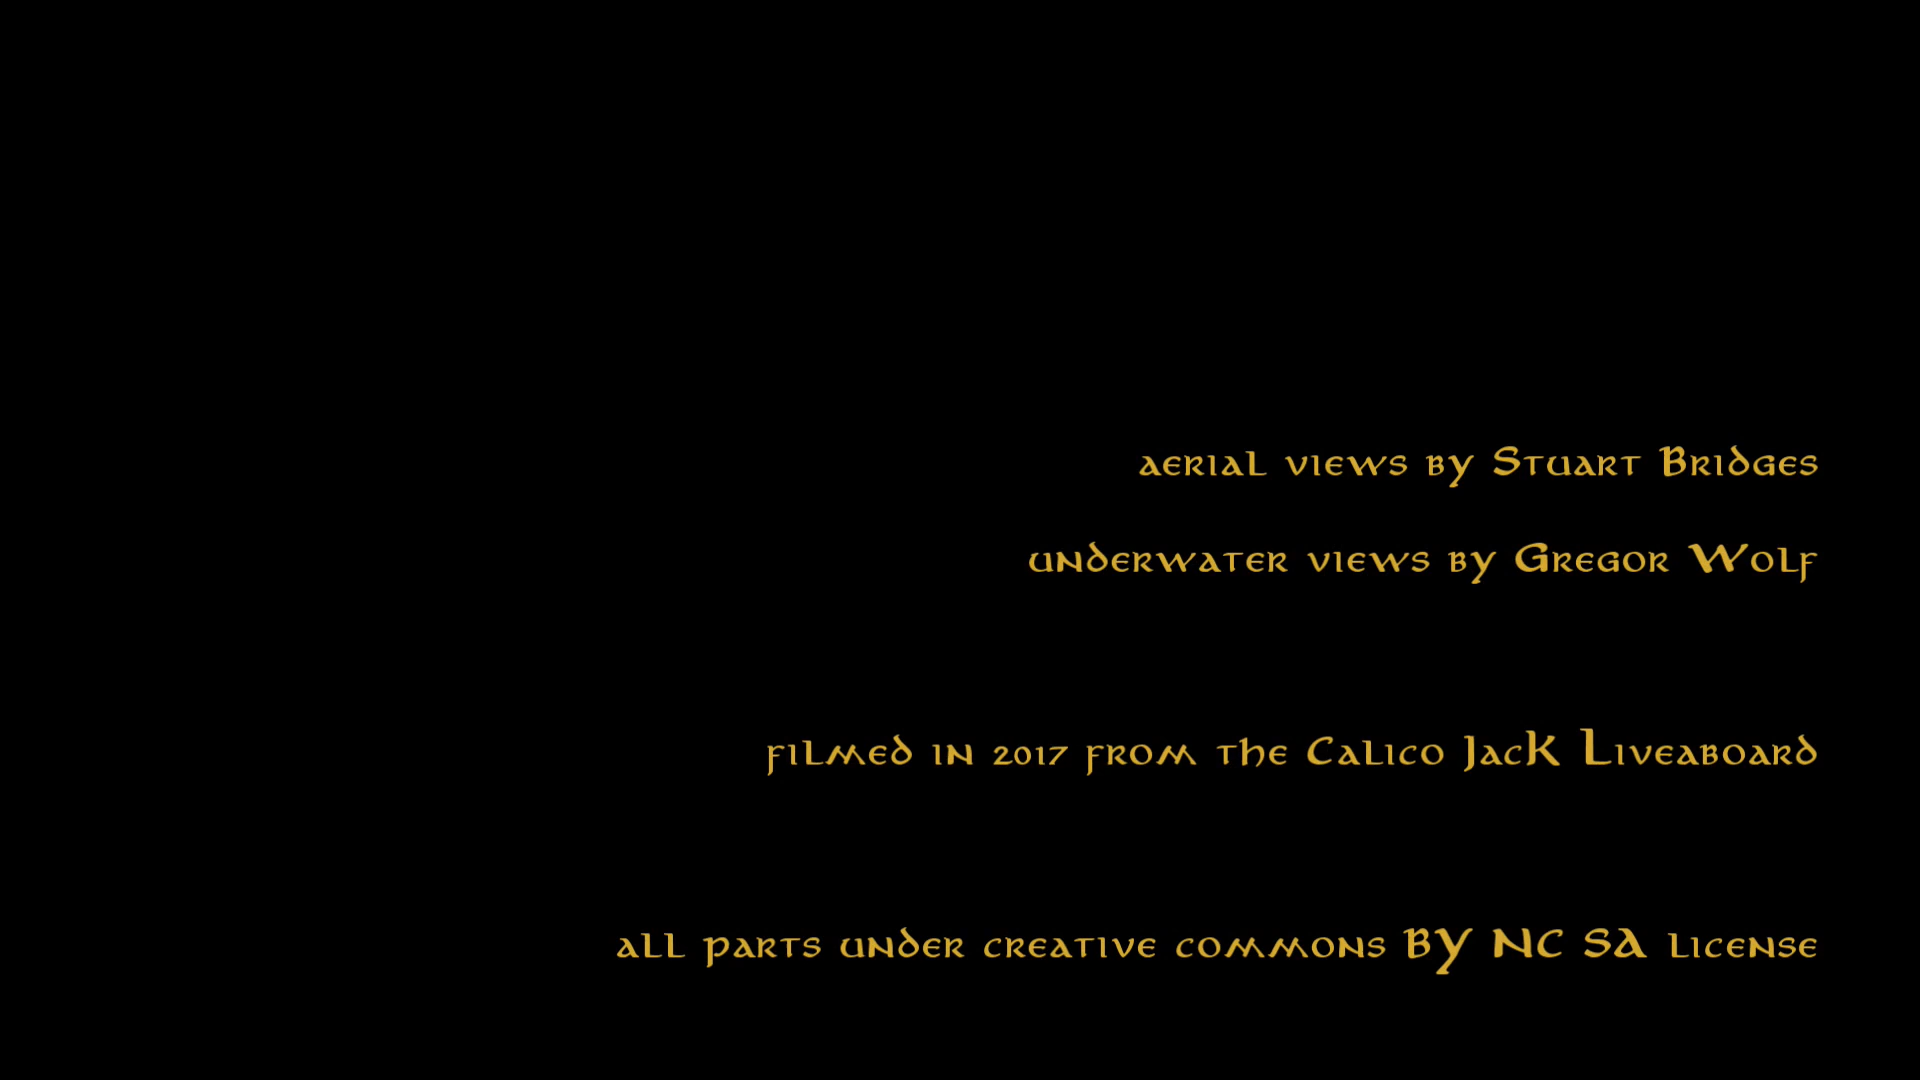 aerial views by Stuart Bridges
underwater views by Gregor Wolf
filmed in 2017 from the Calico Jack Liveaboard
all parts under creative commons BY NC SA license